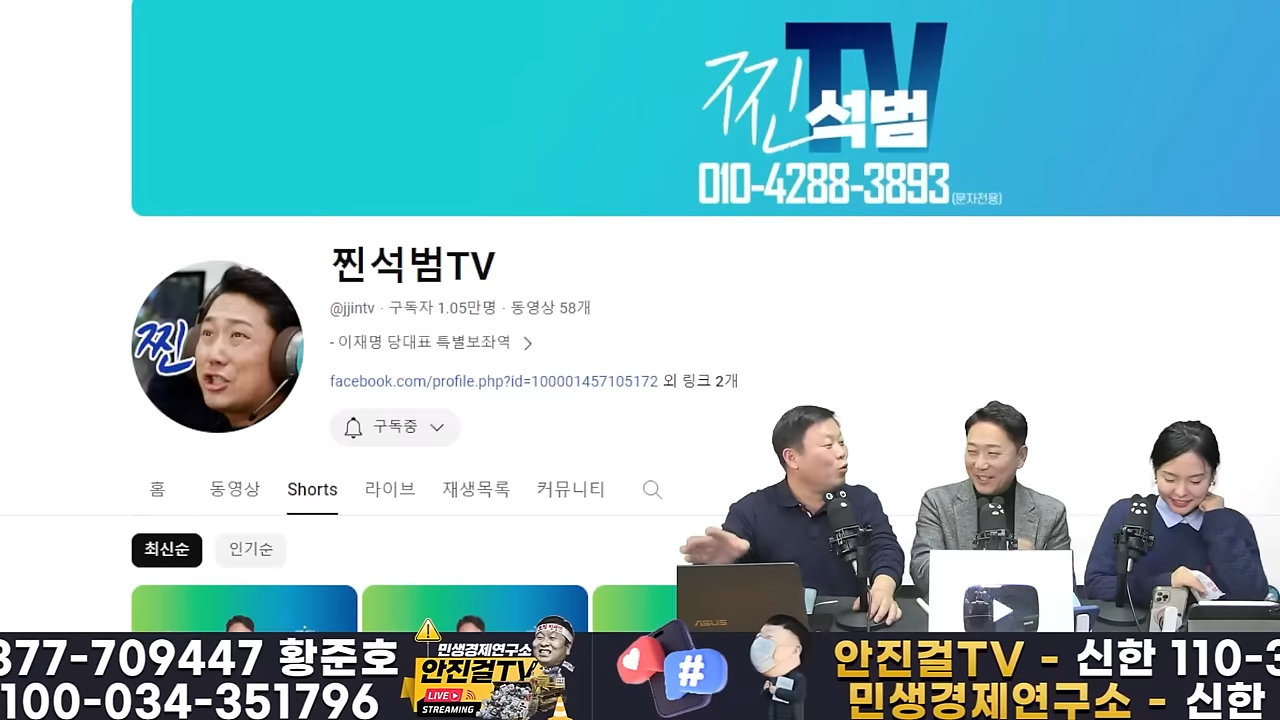 찐석범TV
010-4288-3893 (문자전용)
찐
찐석범TV
@jjintv · 구독자 1.05만명 · 동영상 58개
- 이재명 당대표 특별보좌역
facebook.com/profile.php?id=100001457105172 외 링크 2개
구독중
홈 동영상 Shorts 라이브 재생목록 커뮤니티
최신순 인기순
ASUS
377-709447 황준호
100-034-351796
민생경제연구소
안진걸TV
LIVE
STREAMING
#
안진걸TV - 신한 110-3
민생경제연구소 - 신한